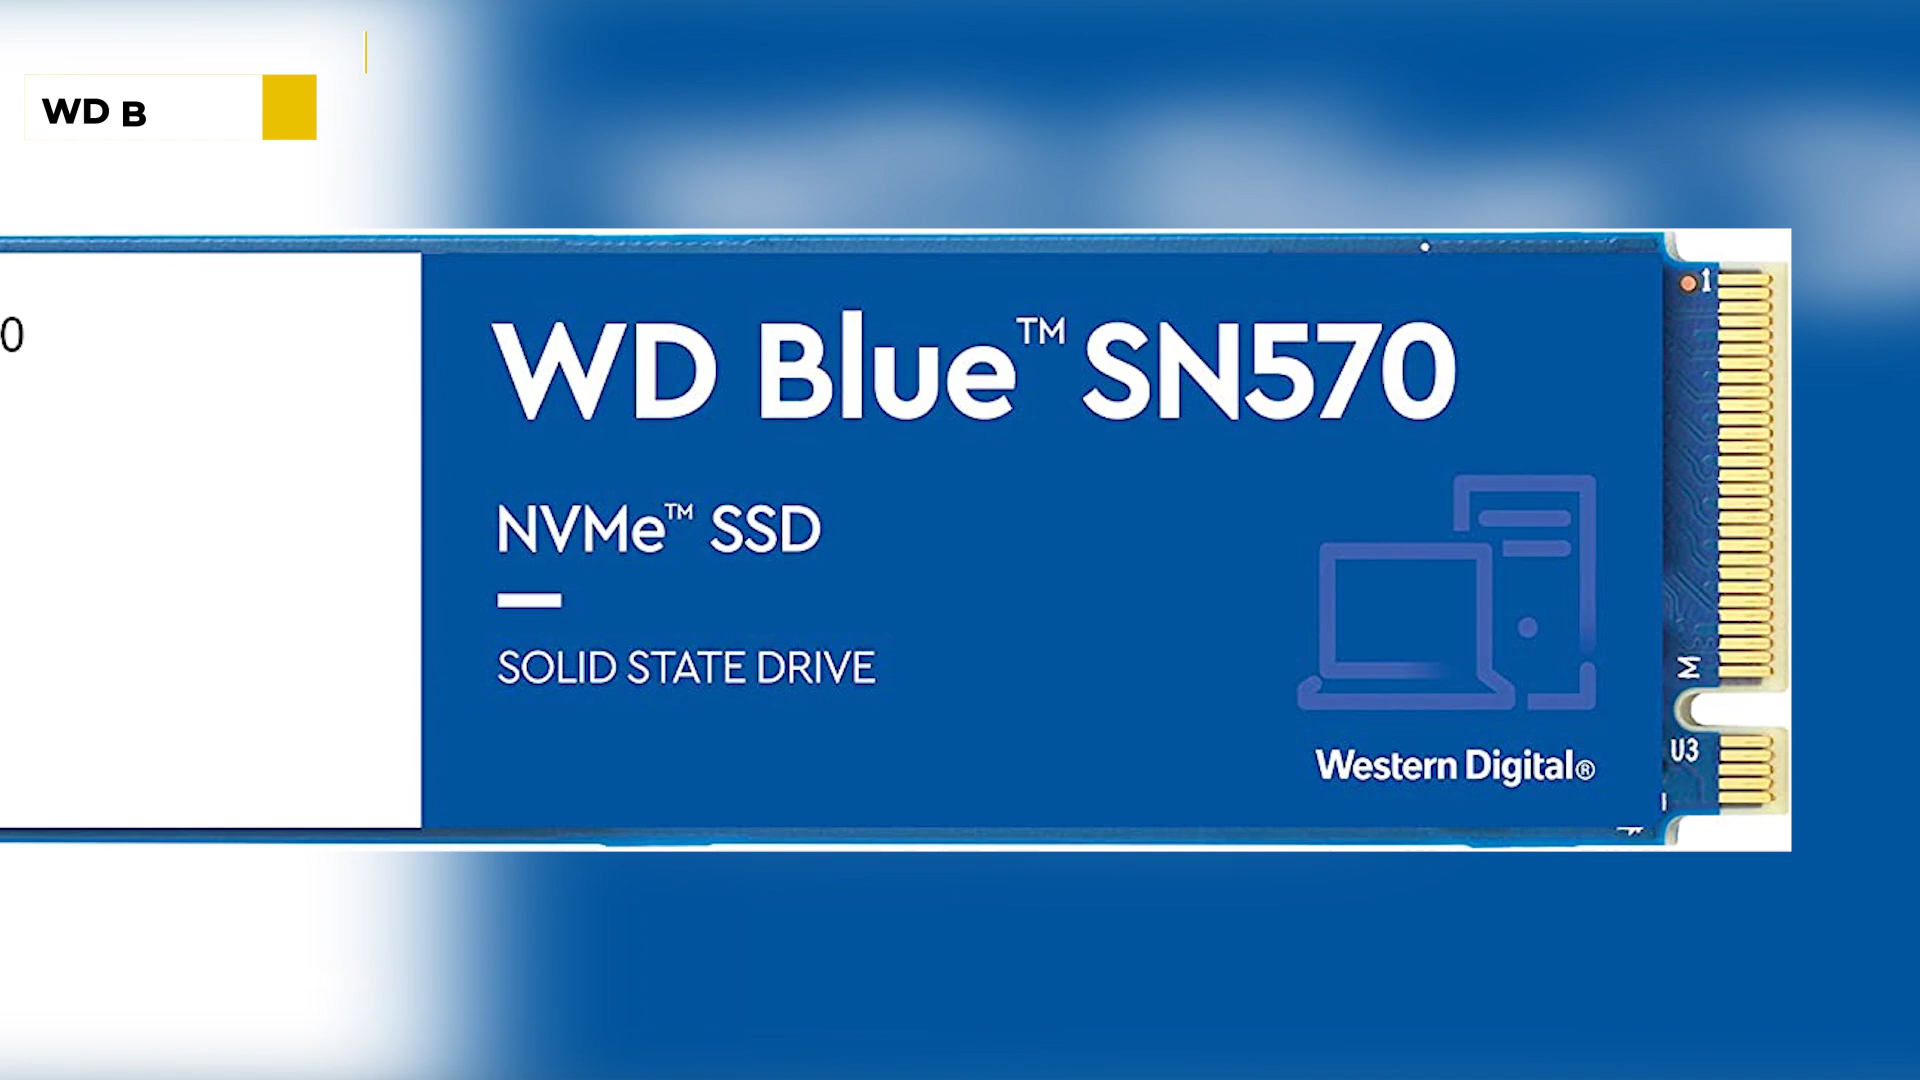 WD B
0
WD Blue™ SN570
NVMe™ SSD
SOLID STATE DRIVE
Western Digital®
1
M
U3